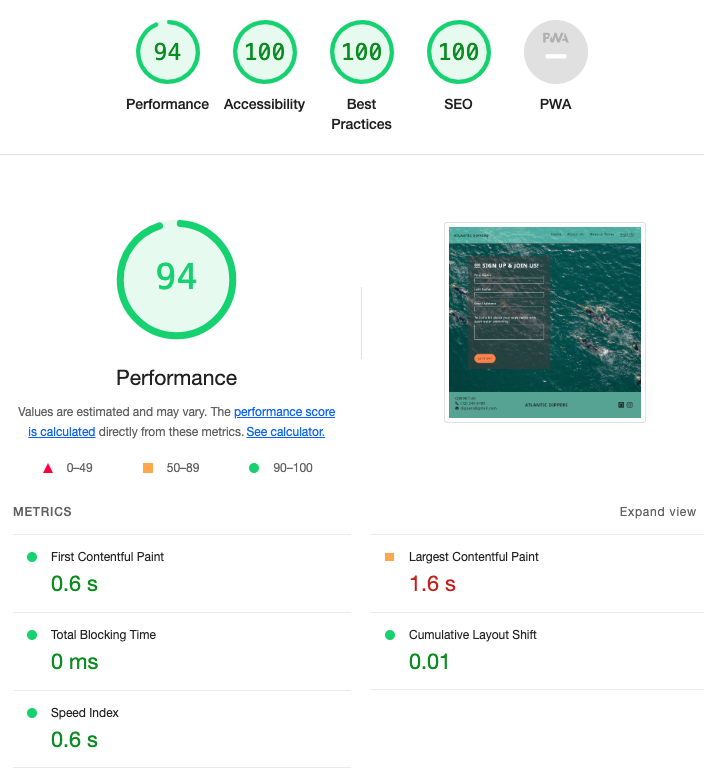 94
100
100
100
PWA
Performance
Accessibility
Best
Practices
SEO
PWA
94
Performance
Values are estimated and may vary. The performance score
is calculated directly from these metrics. See calculator.
0–49
50–89
90–100
ATLANTIC DIPPERS
Home
About Us
SIGN UP & JOIN US!
ATLANTIC DIPPERS
METRICS
Expand view
First Contentful Paint
0.6 s
Largest Contentful Paint
1.6 s
Total Blocking Time
0 ms
Cumulative Layout Shift
0.01
Speed Index
0.6 s